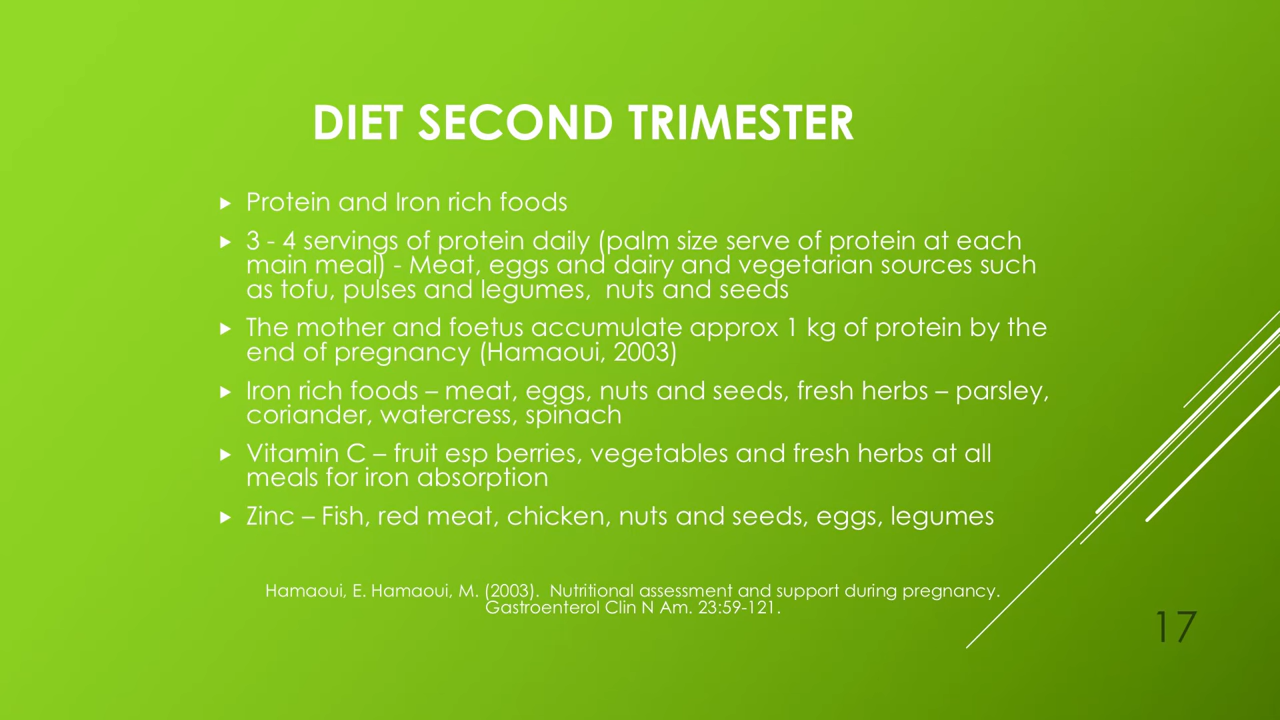 DIET SECOND TRIMESTER
Protein and Iron rich foods
3 - 4 servings of protein daily (palm size serve of protein at each
main meal) - Meat, eggs and dairy and vegetarian sources such
as tofu, pulses and legumes,  nuts and seeds
The mother and foetus accumulate approx 1 kg of protein by the
end of pregnancy (Hamaoui, 2003)
Iron rich foods – meat, eggs, nuts and seeds, fresh herbs – parsley,
coriander, watercress, spinach
Vitamin C – fruit esp berries, vegetables and fresh herbs at all
meals for iron absorption
Zinc – Fish, red meat, chicken, nuts and seeds, eggs, legumes
Hamaoui, E. Hamaoui, M. (2003).  Nutritional assessment and support during pregnancy.
Gastroenterol Clin N Am. 23:59-121.
17